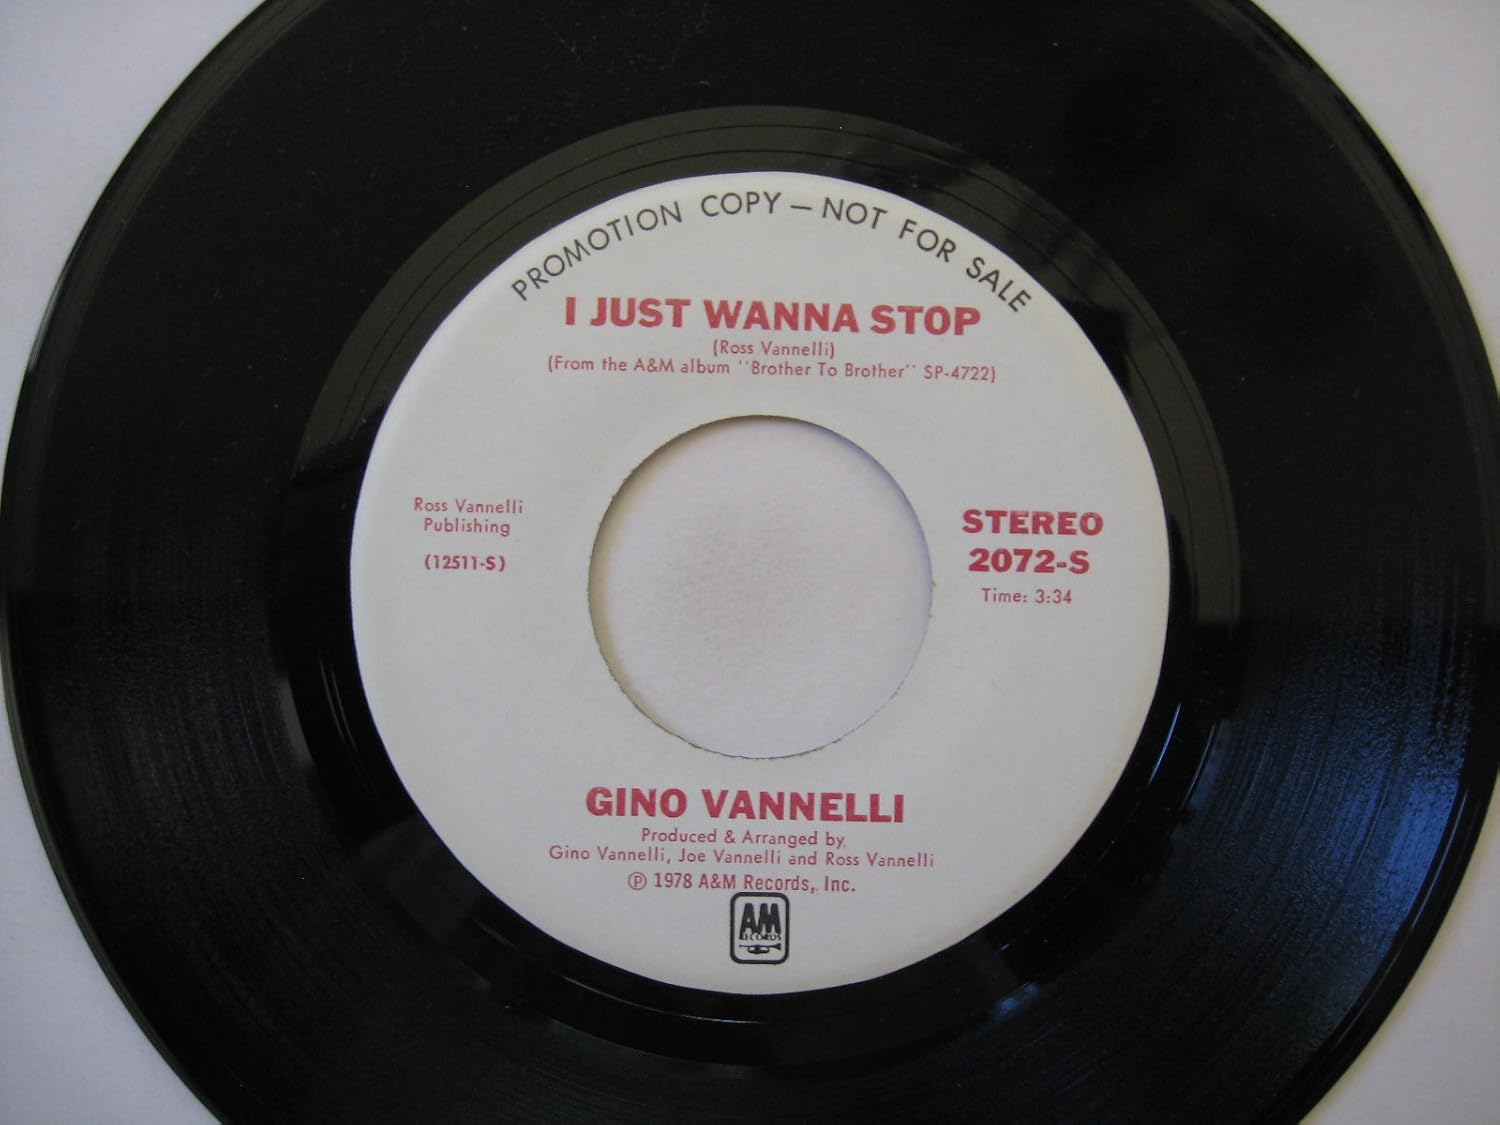 PROMOTION COPY — NOT FOR SALE
I JUST WANNA STOP
(Ross Vannelli)
(From the A&M album "Brother To Brother" SP-4722)
Ross Vannelli
Publishing
(12511-S)
STEREO
2072-S
Time: 3:34
GINO VANNELLI
Produced & Arranged by
Gino Vannelli, Joe Vannelli and Ross Vannelli
℗ 1978 A&M Records, Inc.
AM
RECORDS